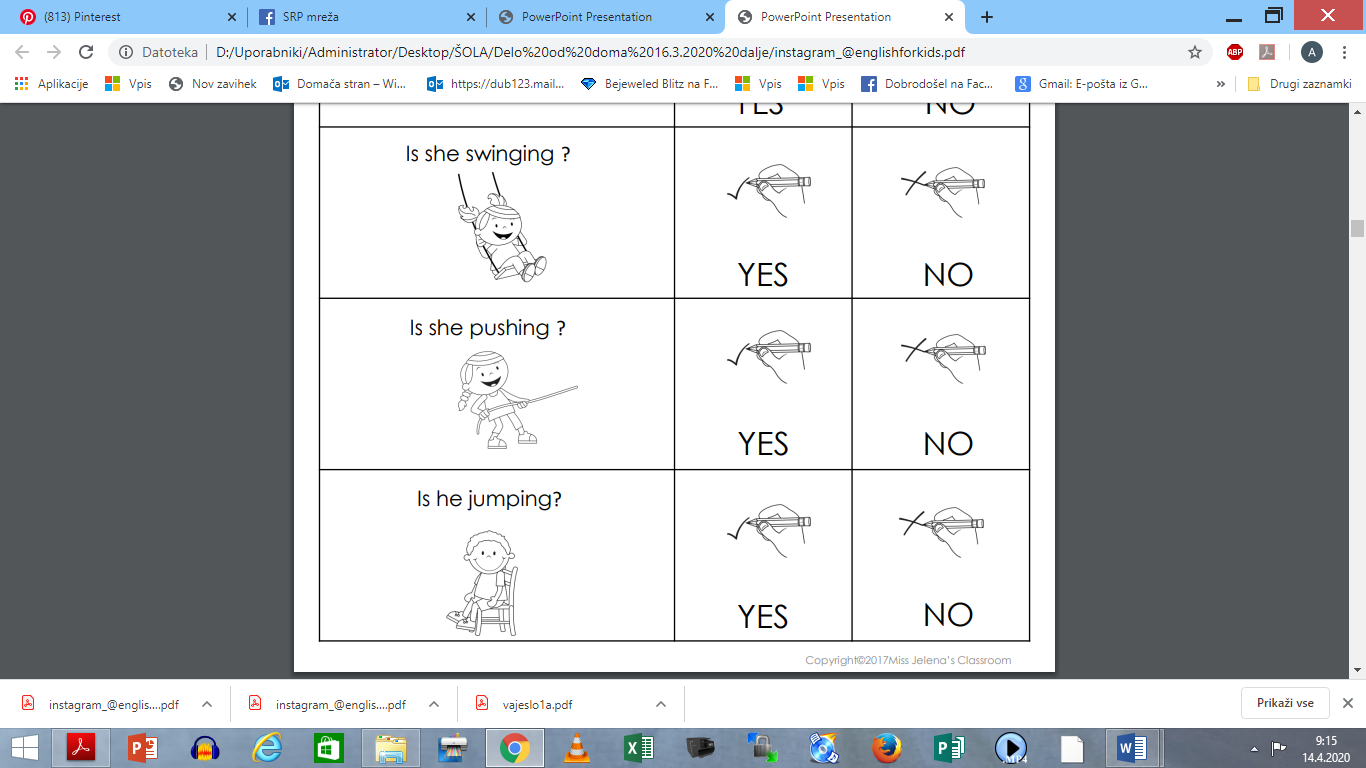 (813) Pinterest
SRP mreža
PowerPoint Presentation
PowerPoint Presentation
Datoteka
D:/Uporabniki/Administrator/Desktop/ŠOLA/Delo%20od%20doma%2016.3.2020%20dalje/instagram_@englishforkids.pdf
ABP
A
Aplikacije
Vpis
Nov zavihek
Domača stran – Wi...
https://dub123.mail...
Bejeweled Blitz na F...
Vpis
Vpis
Dobrodošel na Fac...
Gmail: E-pošta iz G...
»
Drugi zaznamki
YES NO
Is she swinging ?
YES NO
Is she pushing ?
YES NO
Is he jumping?
YES NO
Copyright©2017Miss Jelena's Classroom
instagram_@englis....pdf
instagram_@englis....pdf
vajeslo1a.pdf
Prikaži vse
MP4
9:15
14.4.2020